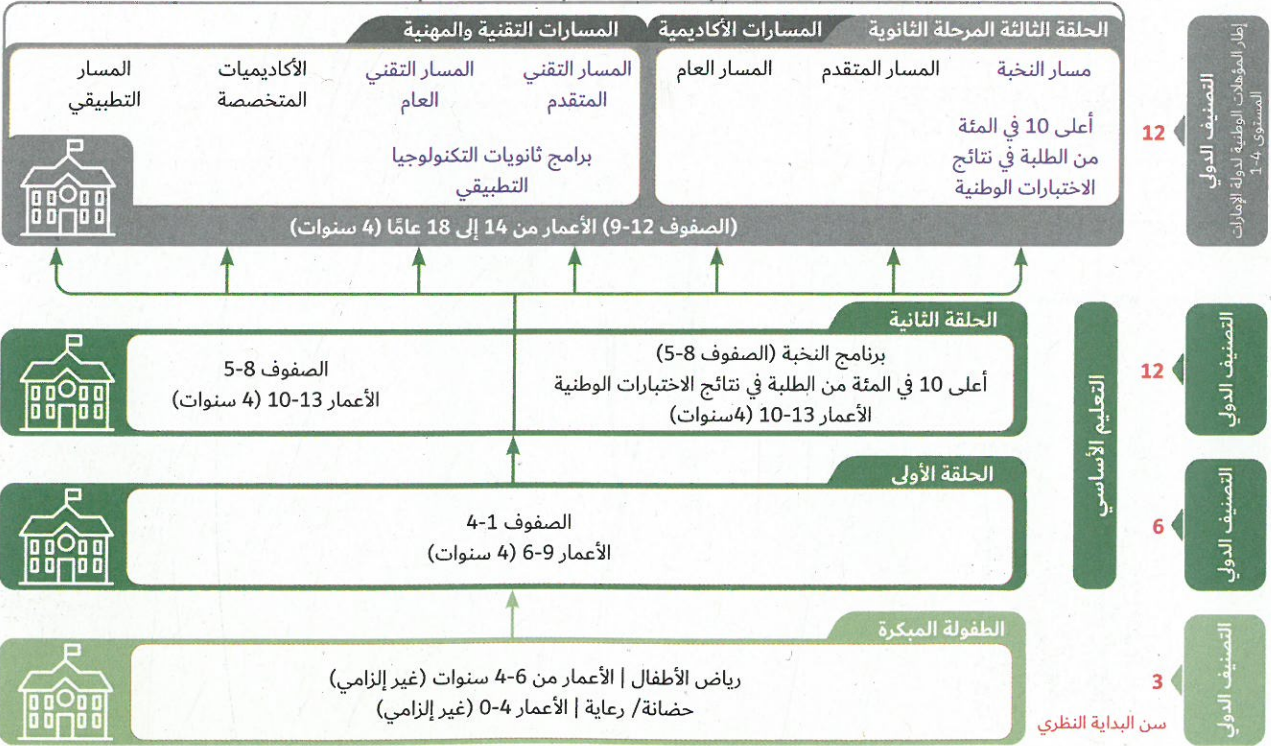 الحلقة الثالثة المرحلة الثانوية
المسارات الأكاديمية
المسارات التقنية والمهنية
مسار النخبة
أعلى 10 في المئة
من الطلبة في نتائج
الاختبارات الوطنية
المسار المتقدم
المسار العام
المسار التقني
المتقدم
المسار التقني
العام
برامج ثانويات التكنولوجيا
التطبيقي
الأكاديميات
المتخصصة
المسار
التطبيقي
(الصفوف 12-9) الأعمار من 14 إلى 18 عامًا (4 سنوات)
12
التصنيف الدولي
إطار المؤهلات الوطنية لدولة الإمارات
المستوى 4-1
الحلقة الثانية
برنامج النخبة (الصفوف 8-5)
أعلى 10 في المئة من الطلبة في نتائج الاختبارات الوطنية
الأعمار 13-10 (4سنوات)
الصفوف 8-5
الأعمار 13-10 (4 سنوات)
التعليم الأساسي
12
التصنيف الدولي
الحلقة الأولى
الصفوف 1-4
الأعمار 9-6 (4 سنوات)
6
التصنيف الدولي
الطفولة المبكرة
رياض الأطفال | الأعمار من 6-4 سنوات (غير إلزامي)
حضانة/ رعاية | الأعمار 4-0 (غير إلزامي)
3
سن البداية النظري
التصنيف الدولي